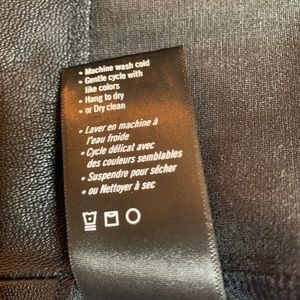 • Machine wash cold
• Gentle cycle with
like colors
• Hang to dry
• or Dry clean
• Laver en machine à
l'eau froide
• Cycle délicat avec
des couleurs semblables
• Suspendre pour sécher
• ou Nettoyer à sec